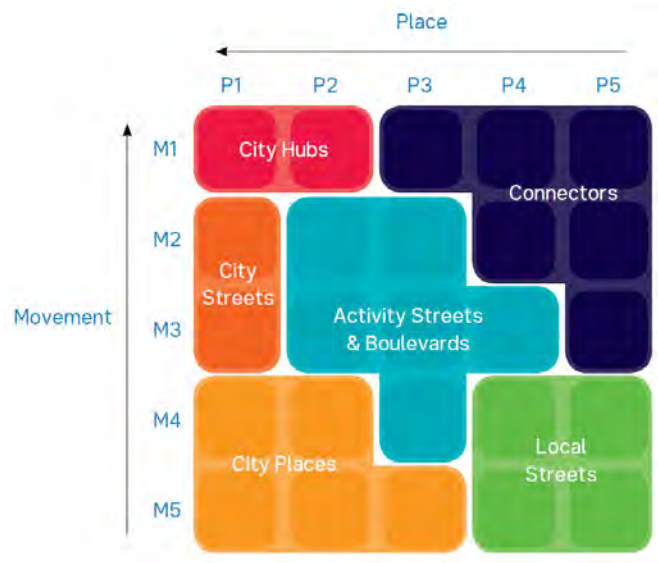 Place
P1 P2 P3 P4 P5
M1
City Hubs
Connectors
M2
City
Streets
Movement
M3
Activity Streets
& Boulevards
M4
City Places
Local
Streets
M5